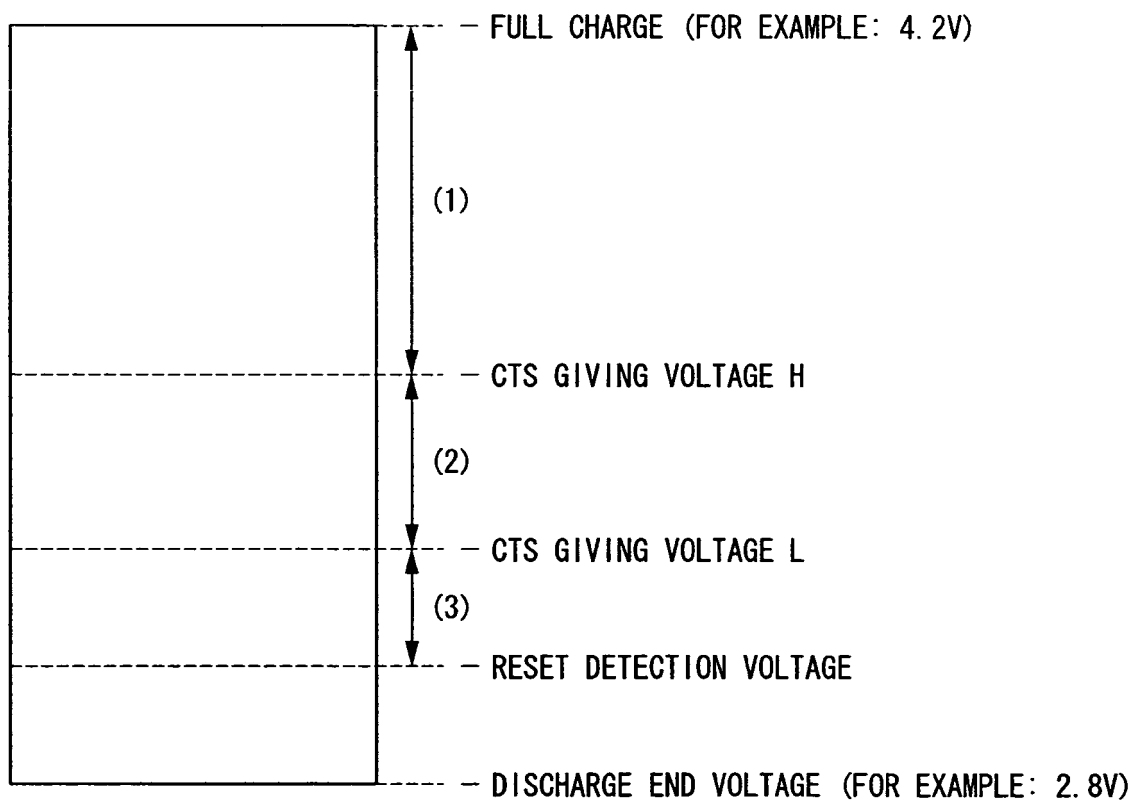 FULL CHARGE (FOR EXAMPLE: 4.2V)
(1)
CTS GIVING VOLTAGE H
(2)
CTS GIVING VOLTAGE L
(3)
RESET DETECTION VOLTAGE
DISCHARGE END VOLTAGE (FOR EXAMPLE: 2.8V)